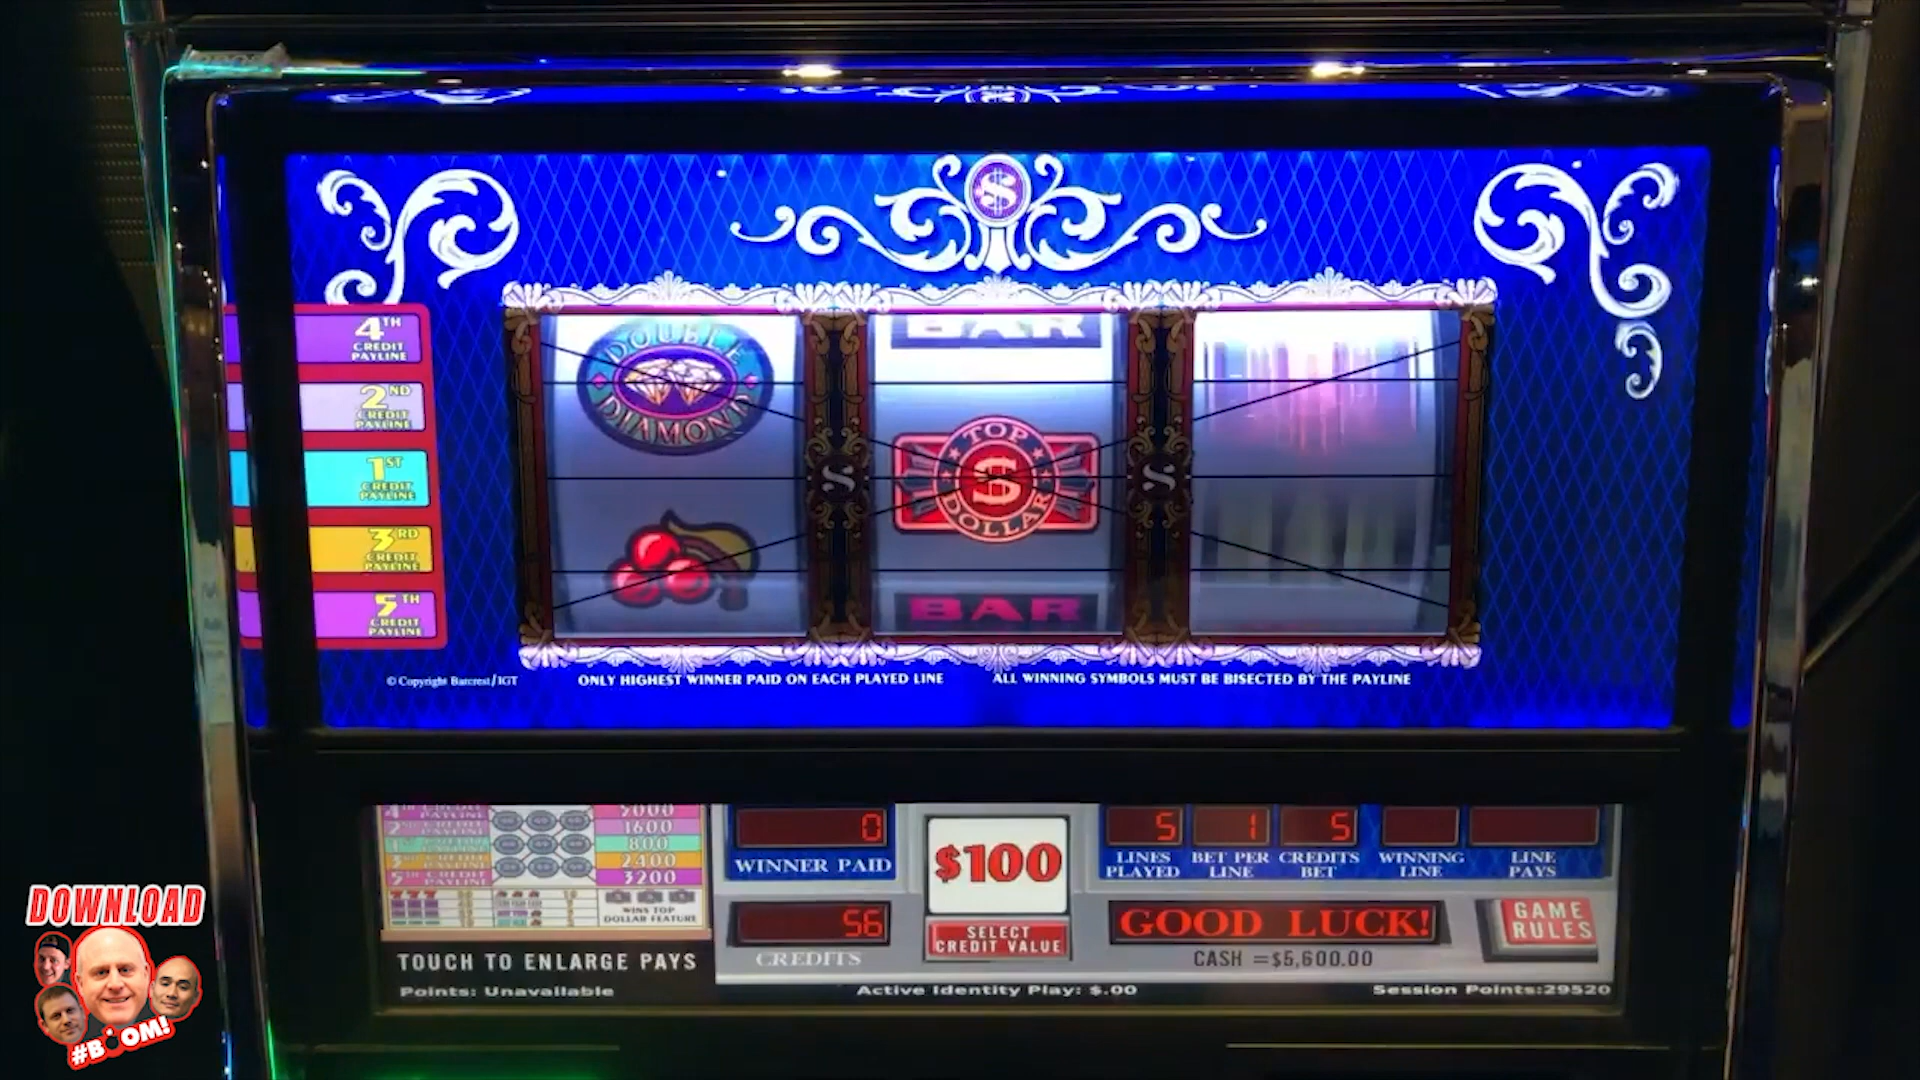 DOUBLE
DIAMOND
BAR
TOP
$
DOLLAR
BAR
4TH
CREDIT
PAYLINE
2ND
CREDIT
PAYLINE
1ST
CREDIT
PAYLINE
3RD
CREDIT
PAYLINE
5TH
CREDIT
PAYLINE
© Copyright Barcrest/IGT
ONLY HIGHEST WINNER PAID ON EACH PLAYED LINE
ALL WINNING SYMBOLS MUST BE BISECTED BY THE PAYLINE
1600
800
2400
3200
WINS TOP
DOLLAR FEATURE
TOUCH TO ENLARGE PAYS
Points: Unavailable
0
WINNER PAID
56
CREDITS
$100
SELECT
CREDIT VALUE
Active Identity Play: $.00
5 1 5
LINES PLAYED
BET PER LINE
CREDITS BET
WINNING LINE
LINE PAYS
GOOD LUCK!
CASH =$5,600.00
GAME
RULES
Session Points:29520
DOWNLOAD
#BOOM!